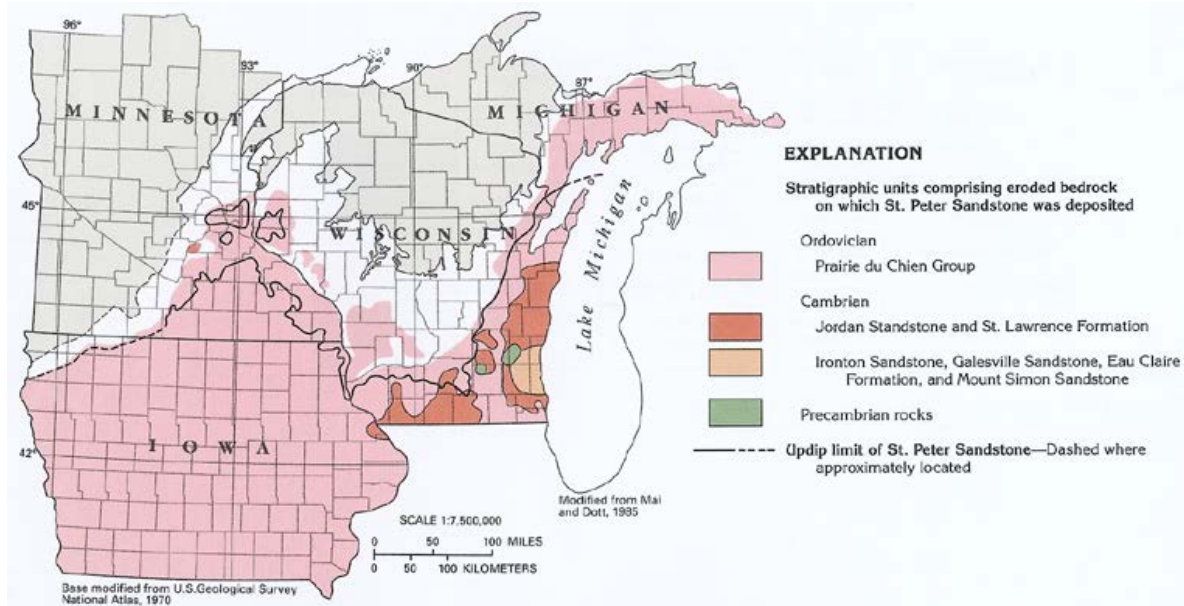 96°
93°
90°
87°
MINNESOTA
MICHIGAN
45°
WISCONSIN
Lake Michigan
IOWA
42°
EXPLANATION
Stratigraphic units comprising eroded bedrock
on which St. Peter Sandstone was deposited
Ordovician
Prairie du Chien Group
Cambrian
Jordan Standstone and St. Lawrence Formation
Ironton Sandstone, Galesville Sandstone, Eau Claire
Formation, and Mount Simon Sandstone
Precambrian rocks
Updip limit of St. Peter Sandstone—Dashed where
approximately located
Modified from Mai
and Dott, 1985
SCALE 1:7,500,000
0 50 100 MILES
0 50 100 KILOMETERS
Base modified from U.S.Geological Survey
National Atlas, 1970